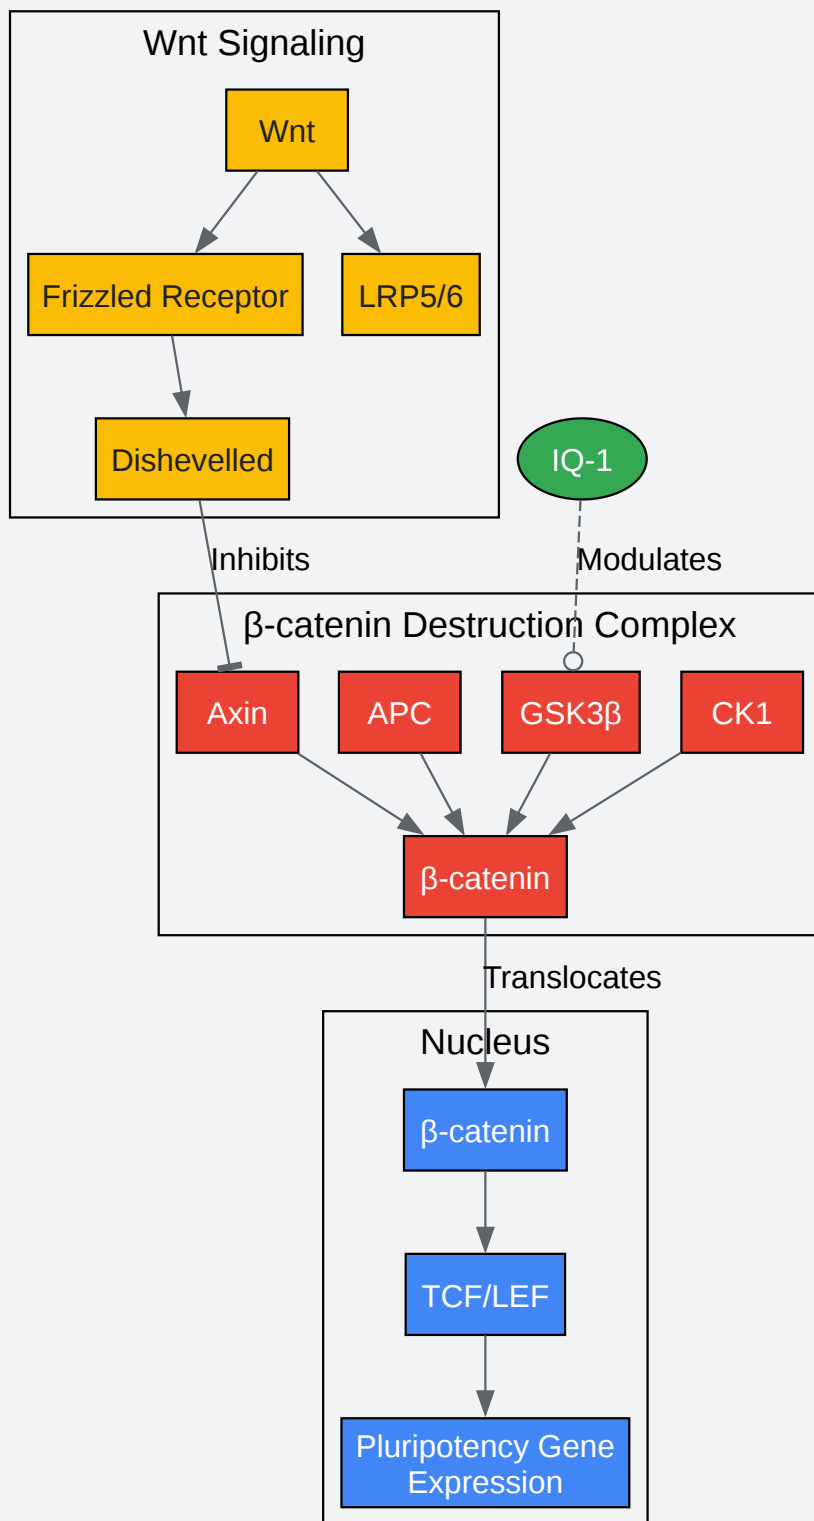 Wnt Signaling
Wnt
Frizzled Receptor
LRP5/6
Dishevelled
IQ-1
Inhibits
Modulates
β-catenin Destruction Complex
Axin
APC
GSK3β
CK1
β-catenin
Translocates
Nucleus
β-catenin
TCF/LEF
Pluripotency Gene
Expression